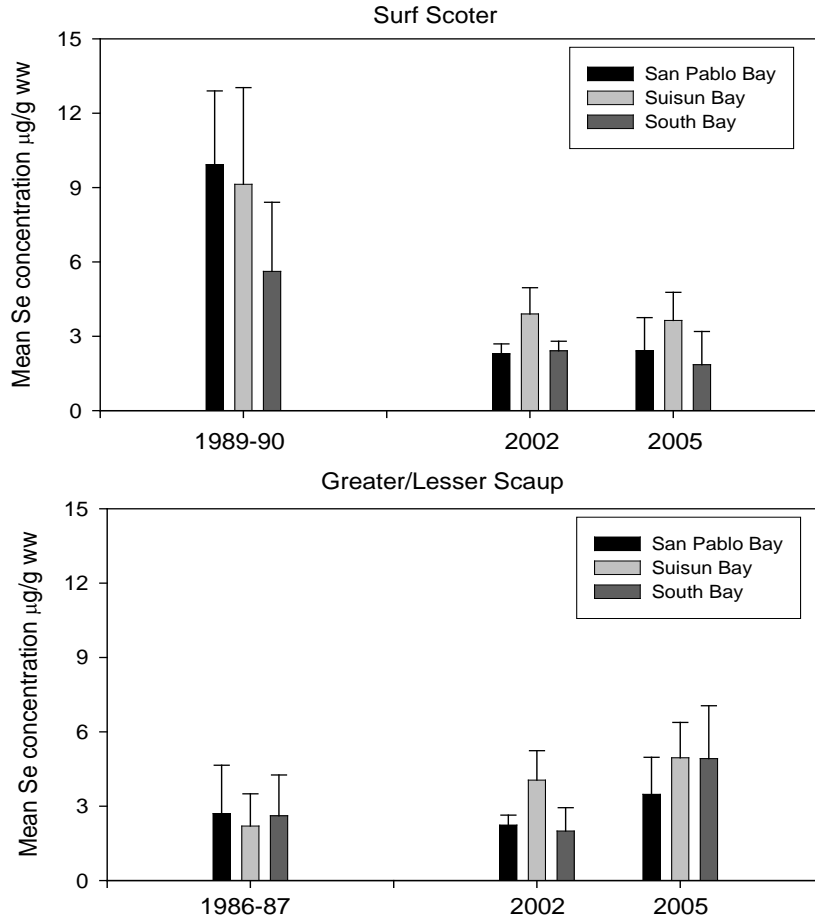 Surf Scoter
Mean Se concentration µg/g ww
15
12
9
6
3
0
San Pablo Bay
Suisun Bay
South Bay
1989-90
2002
2005
Greater/Lesser Scaup
Mean Se concentration µg/g ww
15
12
9
6
3
0
San Pablo Bay
Suisun Bay
South Bay
1986-87
2002
2005